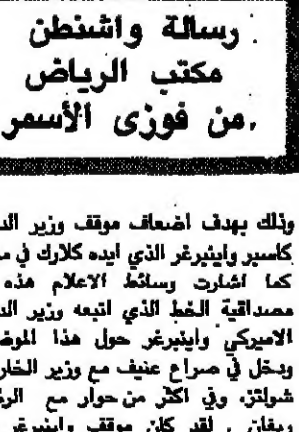 رسالة واشنطن
مكتب الرياض
من فوزى الأسمر
وذلك بهدف اضعاف موقف وزير الد
كاسبر واينبرغر الذي ايده كلارك في م
كما اشارت وسائط الاعلام هذه
مصداقية الخط الذي اتبعه وزير الد
الاميركي واينبرغر حول هذا الموض
ودخل في صراع عنيف مع وزير الخار
شولتز، وفي اكثر من حوار مع الر
ريغان . لقد كان موقف واينبرغر